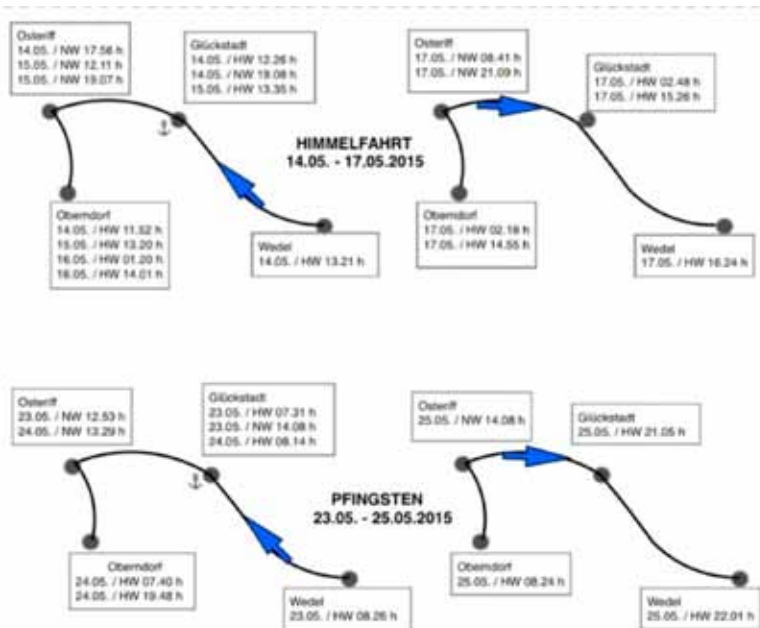 Osteriff
14.05. / NW 17.56 h
15.05. / NW 12.11 h
15.05. / NW 19.07 h
Glückstadt
14.05. / HW 12.26 h
14.05. / NW 19.08 h
15.05. / HW 13.35 h
Oberndorf
14.05. / HW 11.52 h
15.05. / HW 13.20 h
16.05. / HW 01.20 h
16.05. / HW 14.01 h
Wedel
14.05. / HW 13.21 h
HIMMELFAHRT
14.05. - 17.05.2015
Osteriff
17.05. / NW 08.41 h
17.05. / NW 21.09 h
Glückstadt
17.05. / HW 02.48 h
17.05. / HW 15.26 h
Oberndorf
17.05. / HW 02.18 h
17.05. / HW 14.55 h
Wedel
17.05. / HW 16.24 h
Osteriff
23.05. / NW 12.53 h
24.05. / NW 13.29 h
Glückstadt
23.05. / HW 07.31 h
23.05. / NW 14.08 h
24.05. / HW 08.14 h
Oberndorf
24.05. / HW 07.40 h
24.05. / HW 19.48 h
Wedel
23.05. / HW 08.26 h
PFINGSTEN
23.05. - 25.05.2015
Osteriff
25.05. / NW 14.08 h
Glückstadt
25.05. / HW 21.05 h
Oberndorf
25.05. / HW 08.24 h
Wedel
25.05. / HW 22.01 h